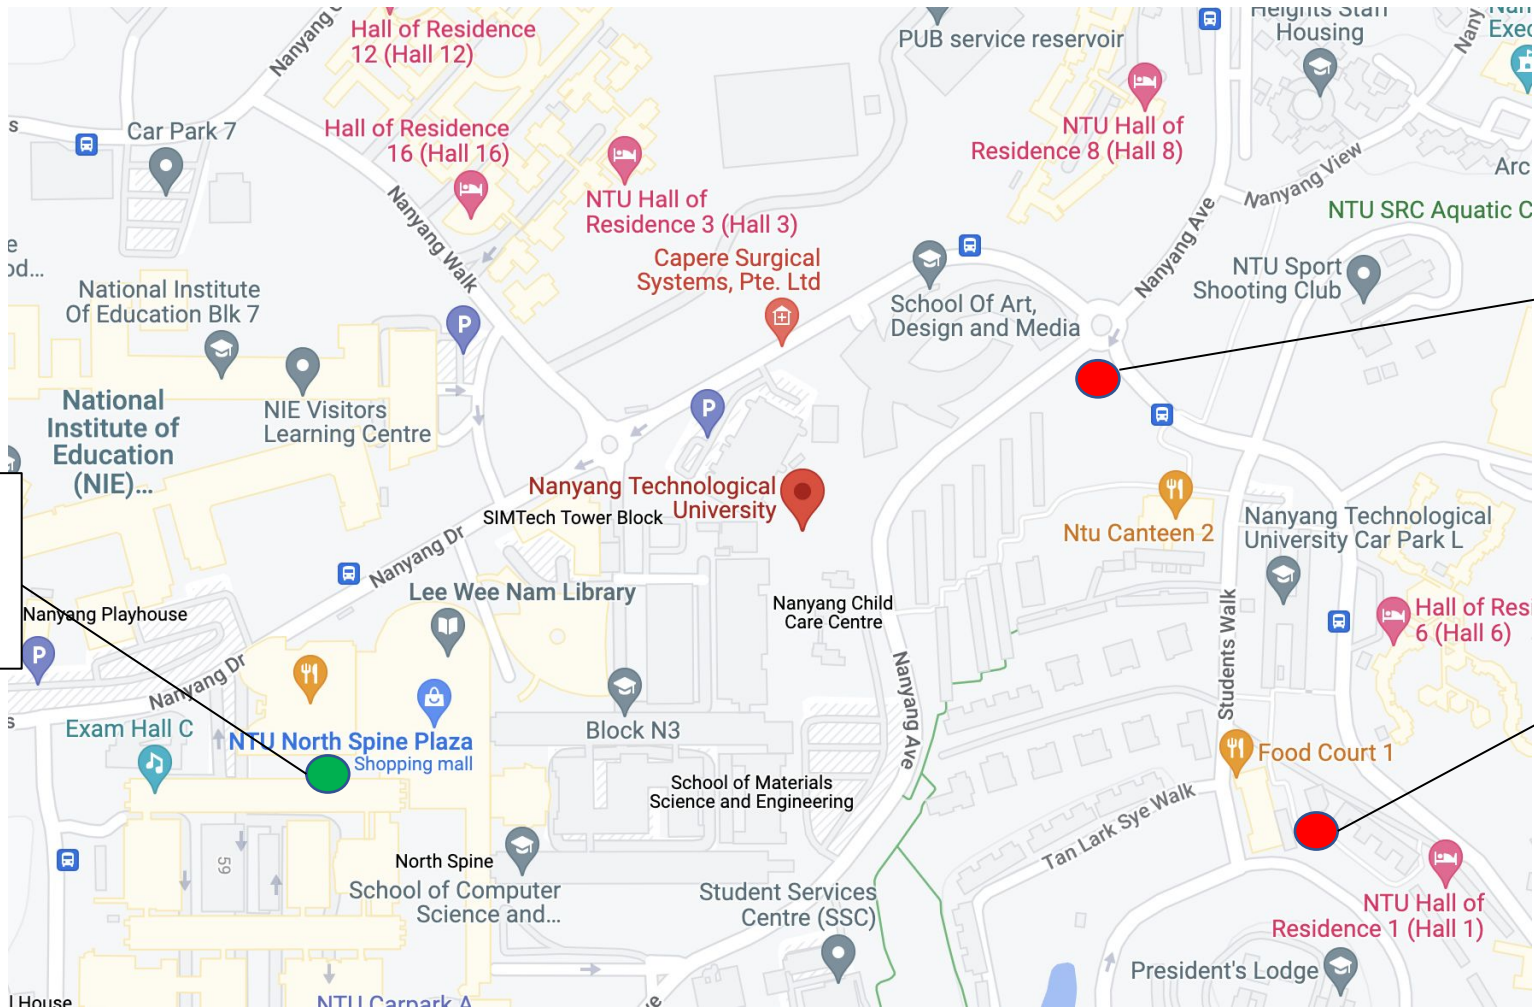 Nanyang
Hall of Residence
12 (Hall 12)
PUB service reservoir
Heights Staff
Housing
Nany
Exec
s
Car Park 7
Hall of Residence
16 (Hall 16)
NTU Hall of
Residence 3 (Hall 3)
NTU Hall of
Residence 8 (Hall 8)
Nanyang View
Arc
NTU SRC Aquatic C
Nanyang Walk
Nanyang Ave
e
od...
Capere Surgical
Systems, Pte. Ltd
National Institute
Of Education Blk 7
P
School Of Art,
Design and Media
NTU Sport
Shooting Club
National
Institute of
Education
(NIE)...
NIE Visitors
Learning Centre
P
Nanyang Technological
University
SIMTech Tower Block
Ntu Canteen 2
Nanyang Technological
University Car Park L
Nanyang Dr
Lee Wee Nam Library
Nanyang Playhouse
Nanyang Child
Care Centre
Hall of Resi
6 (Hall 6)
P
Nanyang Dr
Students Walk
Nanyang Ave
s
Exam Hall C
NTU North Spine Plaza
Shopping mall
Block N3
Food Court 1
School of Materials
Science and Engineering
Tan Lark Sye Walk
59
North Spine
School of Computer
Science and...
Student Services
Centre (SSC)
NTU Hall of
Residence 1 (Hall 1)
President's Lodge
House
NTU Carpark A